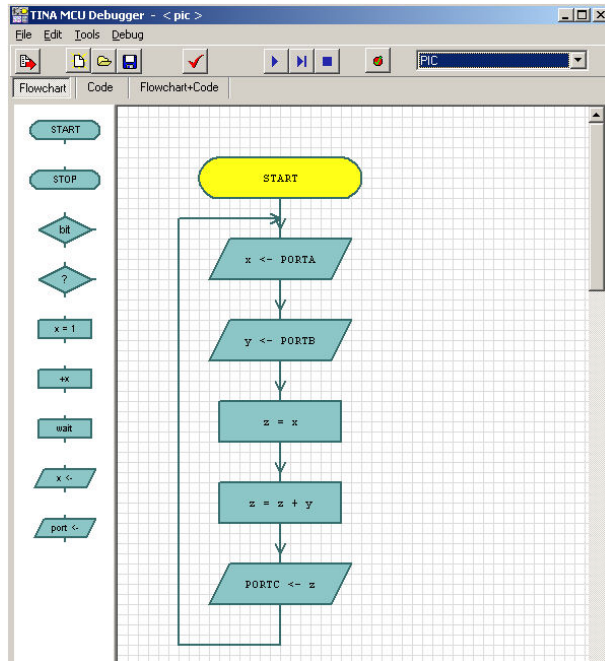 TINA MCU Debugger - < pic >
File Edit Tools Debug
PIC
Flowchart Code Flowchart+Code
START
STOP
bit
?
x = 1
+x
wait
x <-
port <-
START
x <- PORTA
y <- PORTB
z = x
z = z + y
PORTC <- z